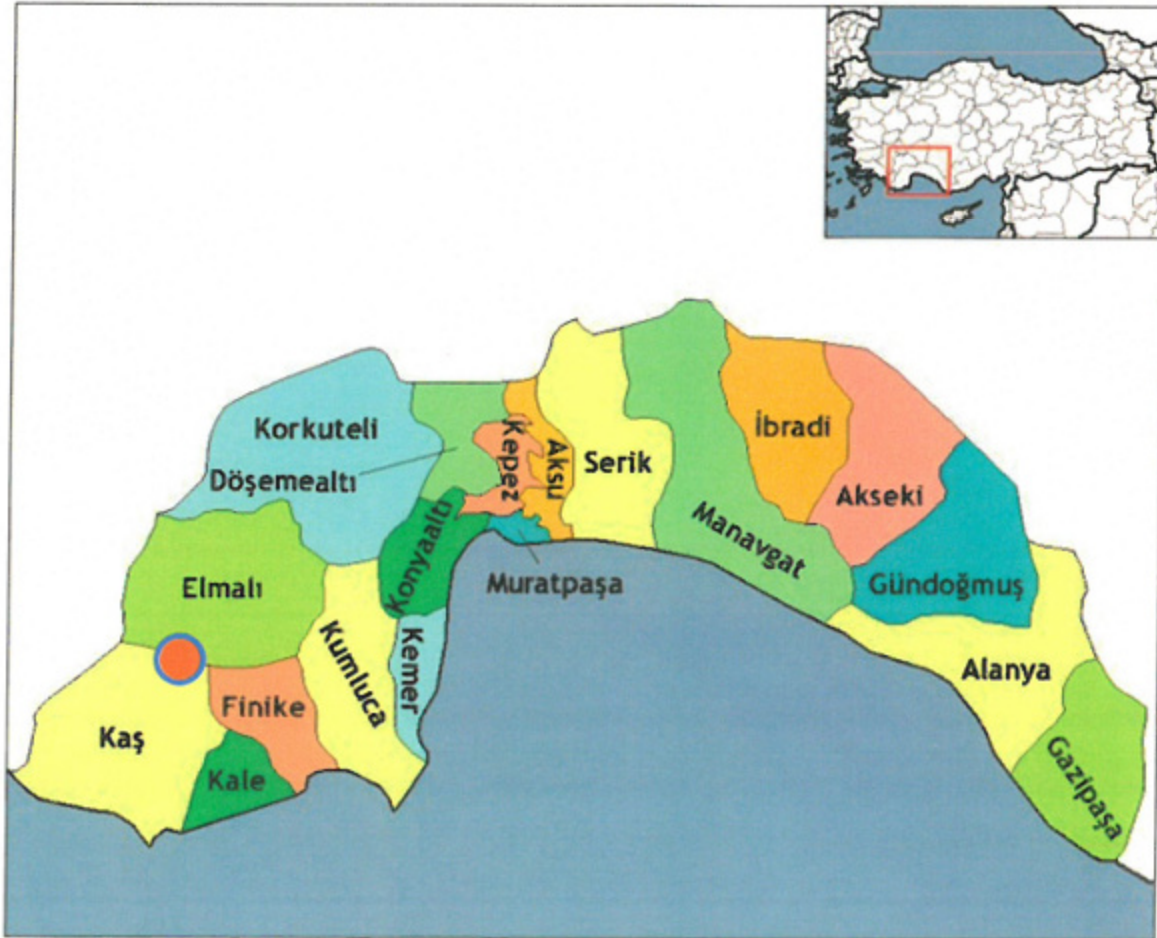 Korkuteli
Döşemealtı
Kepez
Aksu
Serik
Manavgat
İbradi
Akseki
Gündoğmuş
Elmalı
Konyaaltı
Muratpaşa
Kumluca
Kemer
Alanya
Gazipaşa
Finike
Kaş
Kale